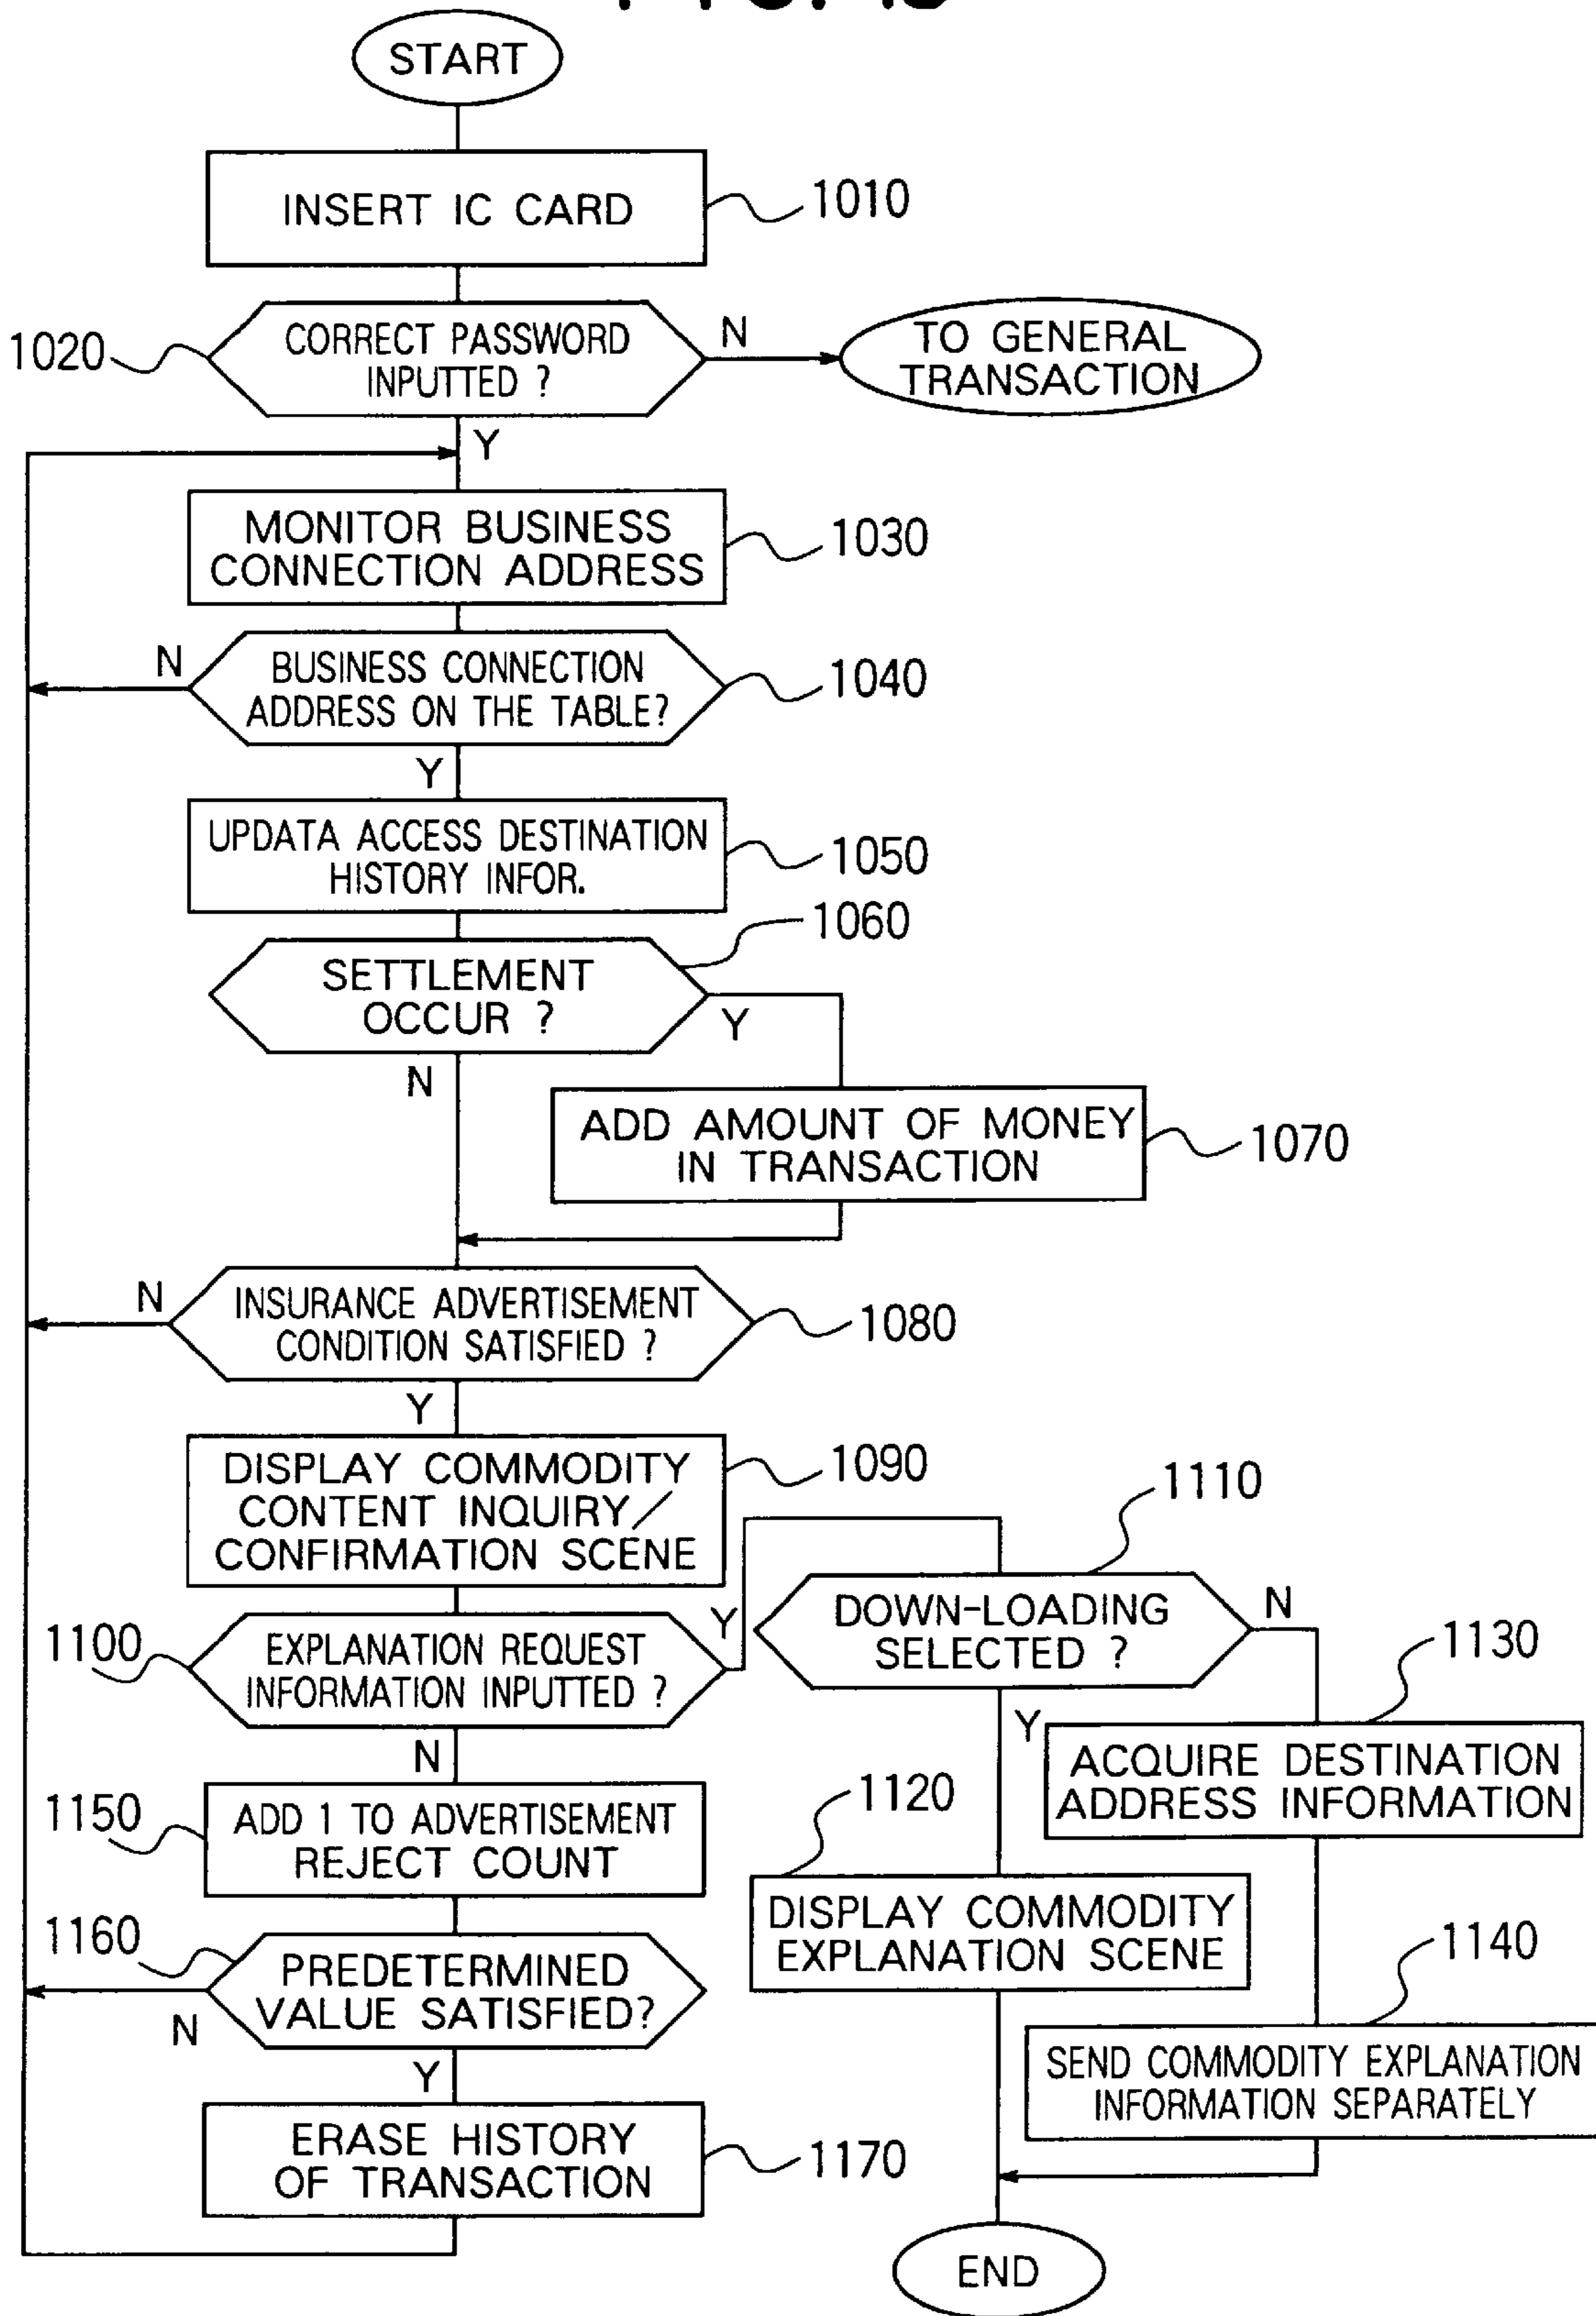 START
INSERT IC CARD
1010
1020
CORRECT PASSWORD
INPUTTED ?
N
TO GENERAL
TRANSACTION
Y
MONITOR BUSINESS
CONNECTION ADDRESS
1030
N
BUSINESS CONNECTION
ADDRESS ON THE TABLE?
1040
Y
UPDATA ACCESS DESTINATION
HISTORY INFOR.
1050
1060
SETTLEMENT
OCCUR ?
Y
N
ADD AMOUNT OF MONEY
IN TRANSACTION
1070
N
INSURANCE ADVERTISEMENT
CONDITION SATISFIED ?
1080
Y
DISPLAY COMMODITY
CONTENT INQUIRY/
CONFIRMATION SCENE
1090
1100
EXPLANATION REQUEST
INFORMATION INPUTTED ?
Y
1110
DOWN-LOADING
SELECTED ?
N
1130
Y
ACQUIRE DESTINATION
ADDRESS INFORMATION
N
1150
ADD 1 TO ADVERTISEMENT
REJECT COUNT
1120
DISPLAY COMMODITY
EXPLANATION SCENE
1160
PREDETERMINED
VALUE SATISFIED?
N
1140
SEND COMMODITY EXPLANATION
INFORMATION SEPARATELY
Y
ERASE HISTORY
OF TRANSACTION
1170
END